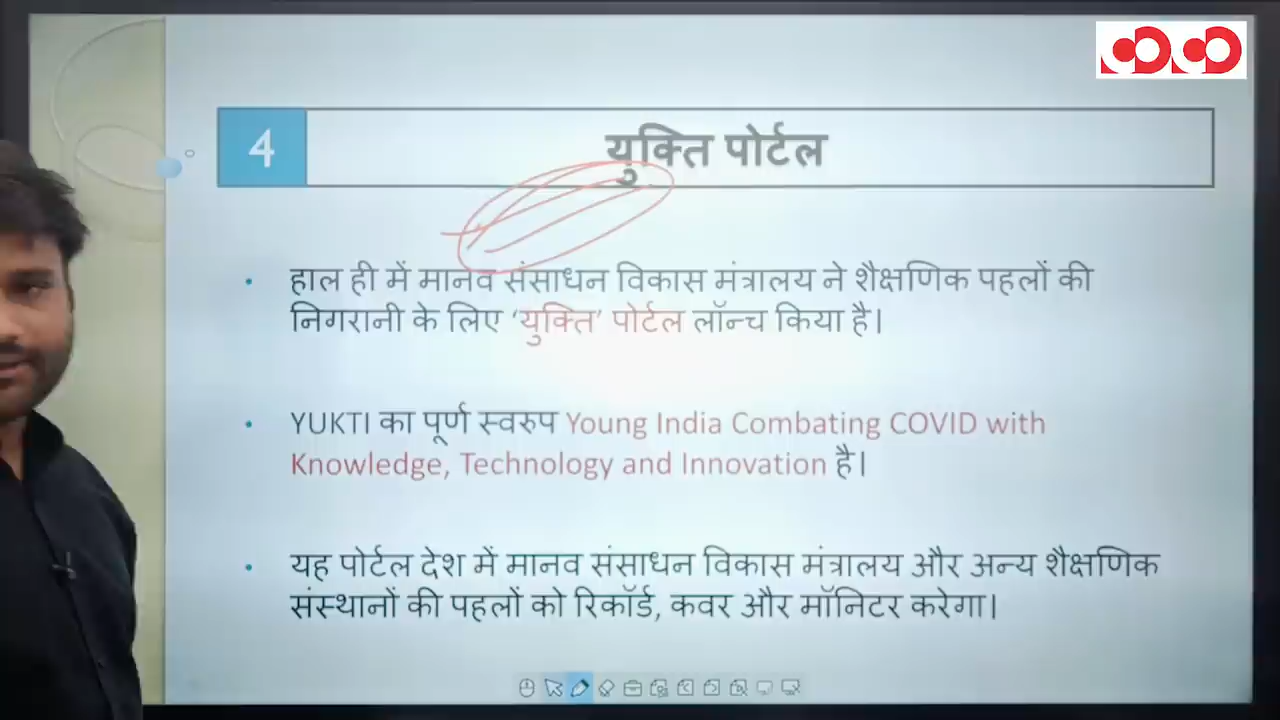 4
युक्ति पोर्टल
• हाल ही में मानव संसाधन विकास मंत्रालय ने शैक्षणिक पहलों की
निगरानी के लिए ‘युक्ति’ पोर्टल लॉन्च किया है।
• YUKTI का पूर्ण स्वरुप Young India Combating COVID with
Knowledge, Technology and Innovation है।
• यह पोर्टल देश में मानव संसाधन विकास मंत्रालय और अन्य शैक्षणिक
संस्थानों की पहलों को रिकॉर्ड, कवर और मॉनिटर करेगा।